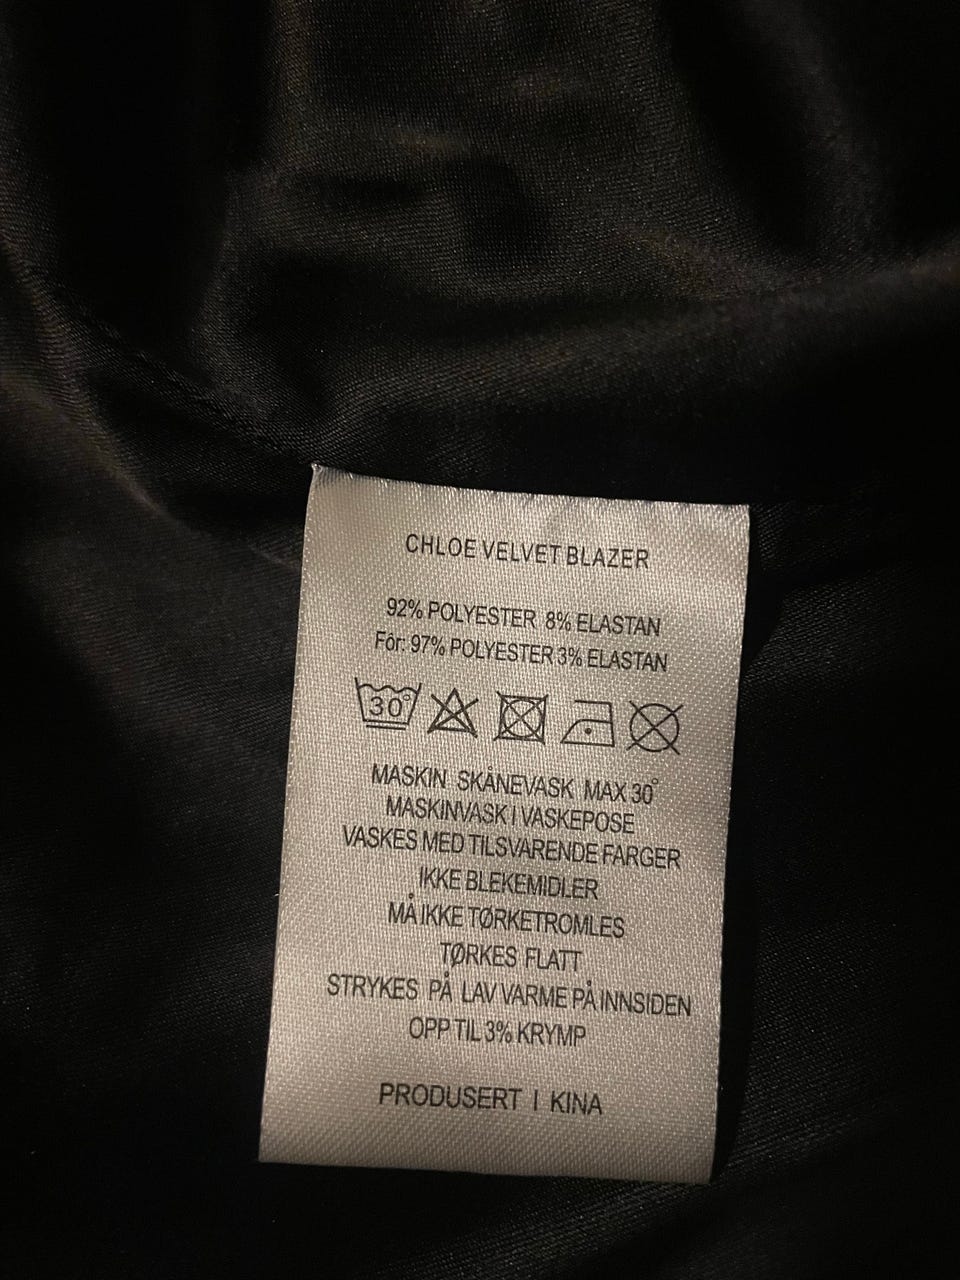 CHLOE VELVET BLAZER
92% POLYESTER 8% ELASTAN
Fôr: 97% POLYESTER 3% ELASTAN
30°
MASKIN SKÅNEVASK MAX 30°
MASKINVASK I VASKEPOSE
VASKES MED TILSVARENDE FARGER
IKKE BLEKEMIDLER
MÅ IKKE TØRKETROMLES
TØRKES FLATT
STRYKES PÅ LAV VARME PÅ INNSIDEN
OPP TIL 3% KRYMP
PRODUSERT I KINA